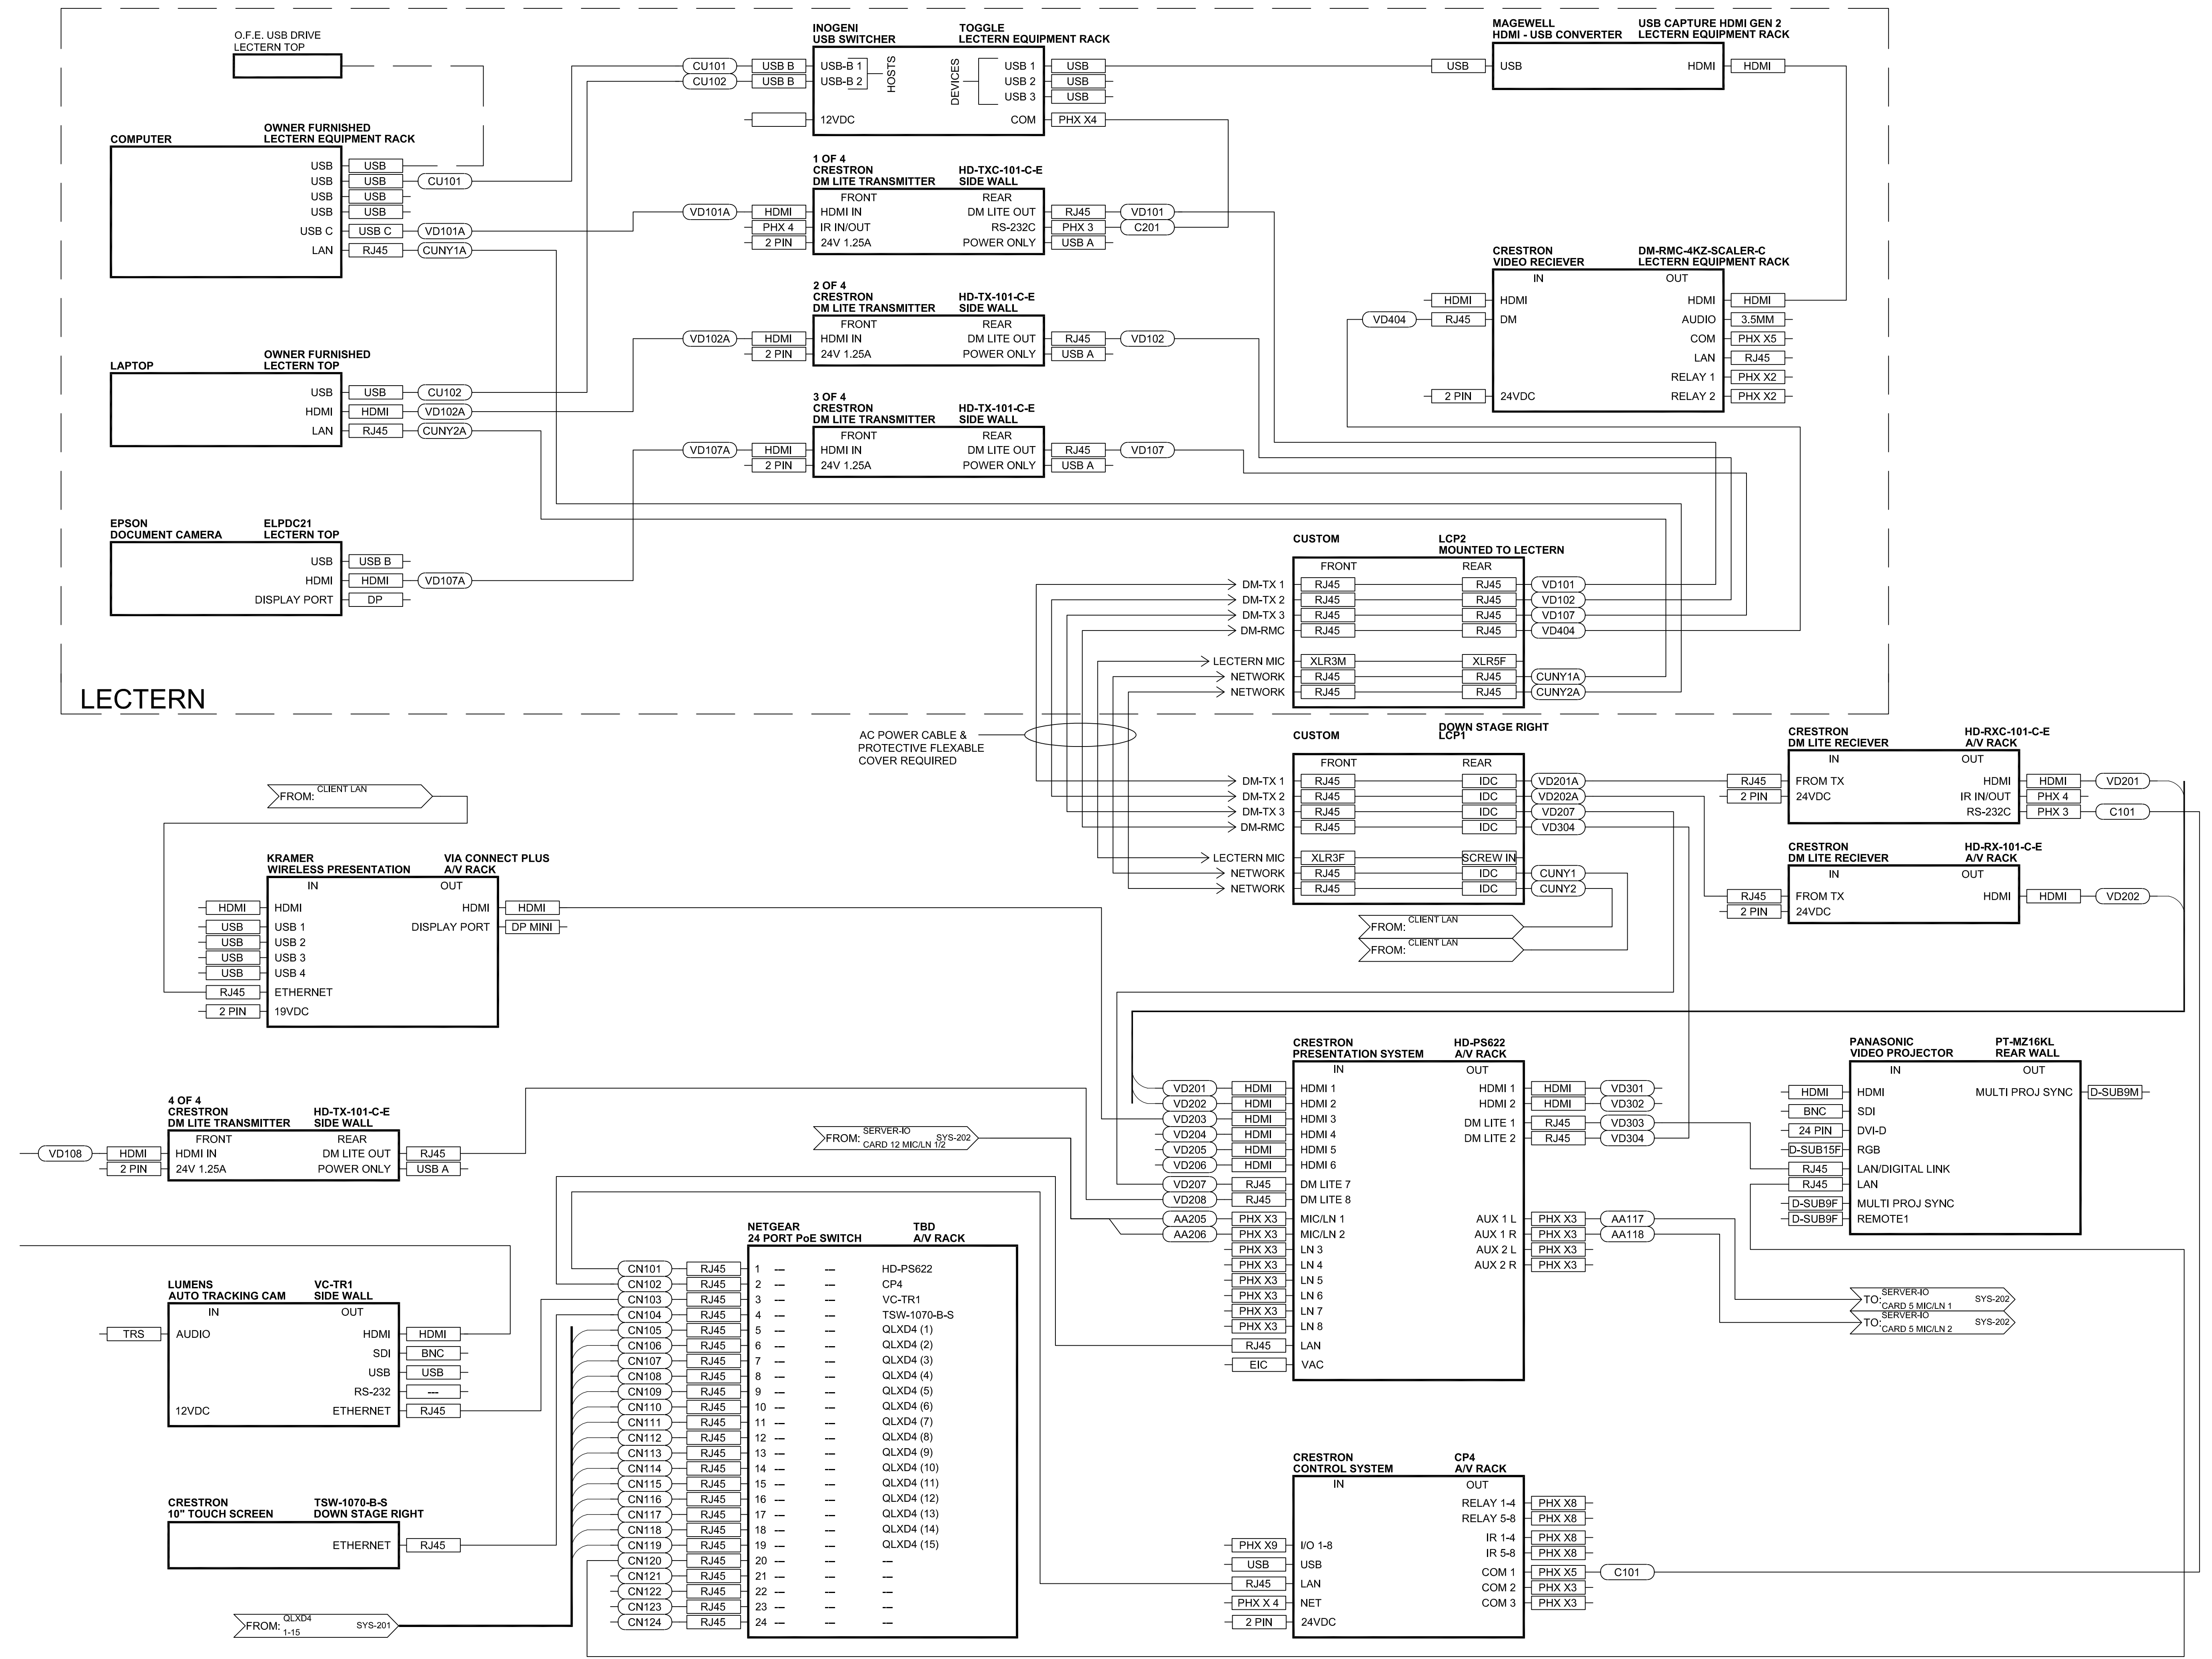 O.F.E. USB DRIVE
LECTERN TOP
COMPUTER
OWNER FURNISHED
LECTERN EQUIPMENT RACK
USB USB
USB USB CU101
USB USB
USB USB
USB C USB C VD101A
LAN RJ45 CUNY1A
LAPTOP
OWNER FURNISHED
LECTERN TOP
USB USB CU102
HDMI HDMI VD102A
LAN RJ45 CUNY2A
EPSON
DOCUMENT CAMERA
ELPDC21
LECTERN TOP
USB USB B
HDMI HDMI VD107A
DISPLAY PORT DP
LECTERN
INOGENI
USB SWITCHER
TOGGLE
LECTERN EQUIPMENT RACK
CU101 USB B USB-B 1
CU102 USB B USB-B 2
HOSTS
DEVICES
USB 1 USB
USB 2 USB
USB 3 USB
12VDC
COM PHX X4
1 OF 4
CRESTRON
DM LITE TRANSMITTER
HD-TXC-101-C-E
SIDE WALL
FRONT REAR
VD101A HDMI HDMI IN DM LITE OUT RJ45 VD101
PHX 4 IR IN/OUT RS-232C PHX 3 C201
2 PIN 24V 1.25A POWER ONLY USB A
2 OF 4
CRESTRON
DM LITE TRANSMITTER
HD-TX-101-C-E
SIDE WALL
FRONT REAR
VD102A HDMI HDMI IN DM LITE OUT RJ45 VD102
2 PIN 24V 1.25A POWER ONLY USB A
3 OF 4
CRESTRON
DM LITE TRANSMITTER
HD-TX-101-C-E
SIDE WALL
FRONT REAR
VD107A HDMI HDMI IN DM LITE OUT RJ45 VD107
2 PIN 24V 1.25A POWER ONLY USB A
MAGEWELL
HDMI - USB CONVERTER
USB CAPTURE HDMI GEN 2
LECTERN EQUIPMENT RACK
USB USB HDMI HDMI
CRESTRON
VIDEO RECIEVER
DM-RMC-4KZ-SCALER-C
LECTERN EQUIPMENT RACK
IN OUT
HDMI HDMI HDMI HDMI
VD404 RJ45 DM AUDIO 3.5MM
COM PHX X5
LAN RJ45
RELAY 1 PHX X2
2 PIN 24VDC RELAY 2 PHX X2
CUSTOM
LCP2
MOUNTED TO LECTERN
FRONT REAR
DM-TX 1 RJ45 RJ45 VD101
DM-TX 2 RJ45 RJ45 VD102
DM-TX 3 RJ45 RJ45 VD107
DM-RMC RJ45 RJ45 VD404
LECTERN MIC XLR3M XLR5F
NETWORK RJ45 RJ45 CUNY1A
NETWORK RJ45 RJ45 CUNY2A
AC POWER CABLE &
PROTECTIVE FLEXABLE
COVER REQUIRED
CUSTOM
DOWN STAGE RIGHT
LCP1
FRONT REAR
DM-TX 1 RJ45 IDC VD201A
DM-TX 2 RJ45 IDC VD202A
DM-TX 3 RJ45 IDC VD207
DM-RMC RJ45 IDC VD304
LECTERN MIC XLR3F SCREW IN
NETWORK RJ45 IDC CUNY1
NETWORK RJ45 IDC CUNY2
FROM: CLIENT LAN
FROM: CLIENT LAN
CRESTRON
DM LITE RECIEVER
HD-RXC-101-C-E
A/V RACK
IN OUT
RJ45 FROM TX HDMI HDMI VD201
2 PIN 24VDC IR IN/OUT PHX 4
RS-232C PHX 3 C101
CRESTRON
DM LITE RECIEVER
HD-RX-101-C-E
A/V RACK
IN OUT
RJ45 FROM TX HDMI HDMI VD202
2 PIN 24VDC
FROM: CLIENT LAN
KRAMER
WIRELESS PRESENTATION
VIA CONNECT PLUS
A/V RACK
IN OUT
HDMI HDMI HDMI HDMI
USB USB 1 DISPLAY PORT DP MINI
USB USB 2
USB USB 3
USB USB 4
RJ45 ETHERNET
2 PIN 19VDC
4 OF 4
CRESTRON
DM LITE TRANSMITTER
HD-TX-101-C-E
SIDE WALL
FRONT REAR
VD108 HDMI HDMI IN DM LITE OUT RJ45
2 PIN 24V 1.25A POWER ONLY USB A
LUMENS
AUTO TRACKING CAM
VC-TR1
SIDE WALL
IN OUT
TRS AUDIO HDMI HDMI
SDI BNC
USB USB
RS-232 ---
12VDC ETHERNET RJ45
CRESTRON
10" TOUCH SCREEN
TSW-1070-B-S
DOWN STAGE RIGHT
ETHERNET RJ45
FROM: QLXD4 1-15 SYS-201
FROM: SERVER-IO CARD 12 MIC/LN 1/2 SYS-202
NETGEAR
24 PORT PoE SWITCH
TBD
A/V RACK
CN101 RJ45 1 --- --- HD-PS622
CN102 RJ45 2 --- --- CP4
CN103 RJ45 3 --- --- VC-TR1
CN104 RJ45 4 --- --- TSW-1070-B-S
CN105 RJ45 5 --- --- QLXD4 (1)
CN106 RJ45 6 --- --- QLXD4 (2)
CN107 RJ45 7 --- --- QLXD4 (3)
CN108 RJ45 8 --- --- QLXD4 (4)
CN109 RJ45 9 --- --- QLXD4 (5)
CN110 RJ45 10 --- --- QLXD4 (6)
CN111 RJ45 11 --- --- QLXD4 (7)
CN112 RJ45 12 --- --- QLXD4 (8)
CN113 RJ45 13 --- --- QLXD4 (9)
CN114 RJ45 14 --- --- QLXD4 (10)
CN115 RJ45 15 --- --- QLXD4 (11)
CN116 RJ45 16 --- --- QLXD4 (12)
CN117 RJ45 17 --- --- QLXD4 (13)
CN118 RJ45 18 --- --- QLXD4 (14)
CN119 RJ45 19 --- --- QLXD4 (15)
CN120 RJ45 20 --- --- ---
CN121 RJ45 21 --- --- ---
CN122 RJ45 22 --- --- ---
CN123 RJ45 23 --- --- ---
CN124 RJ45 24 --- --- ---
CRESTRON
PRESENTATION SYSTEM
HD-PS622
A/V RACK
IN OUT
VD201 HDMI HDMI 1 HDMI 1 HDMI VD301
VD202 HDMI HDMI 2 HDMI 2 HDMI VD302
VD203 HDMI HDMI 3 DM LITE 1 RJ45 VD303
VD204 HDMI HDMI 4 DM LITE 2 RJ45 VD304
VD205 HDMI HDMI 5
VD206 HDMI HDMI 6
VD207 RJ45 DM LITE 7
VD208 RJ45 DM LITE 8
AA205 PHX X3 MIC/LN 1 AUX 1 L PHX X3 AA117
AA206 PHX X3 MIC/LN 2 AUX 1 R PHX X3 AA118
PHX X3 LN 3 AUX 2 L PHX X3
PHX X3 LN 4 AUX 2 R PHX X3
PHX X3 LN 5
PHX X3 LN 6
PHX X3 LN 7
PHX X3 LN 8
RJ45 LAN
EIC VAC
PANASONIC
VIDEO PROJECTOR
PT-MZ16KL
REAR WALL
IN OUT
HDMI HDMI MULTI PROJ SYNC D-SUB9M
BNC SDI
24 PIN DVI-D
D-SUB15F RGB
RJ45 LAN/DIGITAL LINK
RJ45 LAN
D-SUB9F MULTI PROJ SYNC
D-SUB9F REMOTE1
TO: SERVER-IO CARD 5 MIC/LN 1 SYS-202
TO: SERVER-IO CARD 5 MIC/LN 2 SYS-202
CRESTRON
CONTROL SYSTEM
CP4
A/V RACK
IN OUT
RELAY 1-4 PHX X8
RELAY 5-8 PHX X8
IR 1-4 PHX X8
PHX X9 I/O 1-8 IR 5-8 PHX X8
USB USB COM 1 PHX X5 C101
RJ45 LAN COM 2 PHX X3
PHX X 4 NET COM 3 PHX X3
2 PIN 24VDC